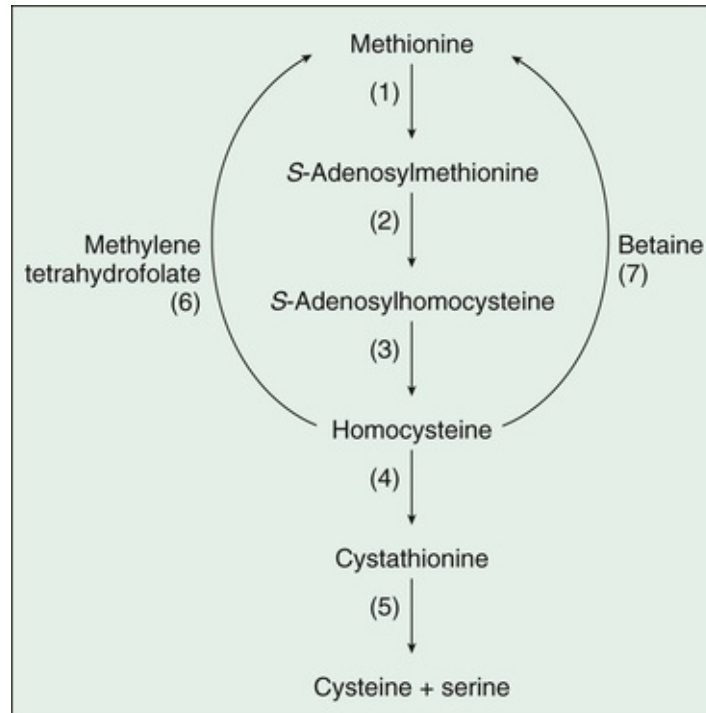 Methionine
(1)
S-Adenosylmethionine
(2)
Methylene
tetrahydrofolate
(6)
Betaine
(7)
S-Adenosylhomocysteine
(3)
Homocysteine
(4)
Cystathionine
(5)
Cysteine + serine